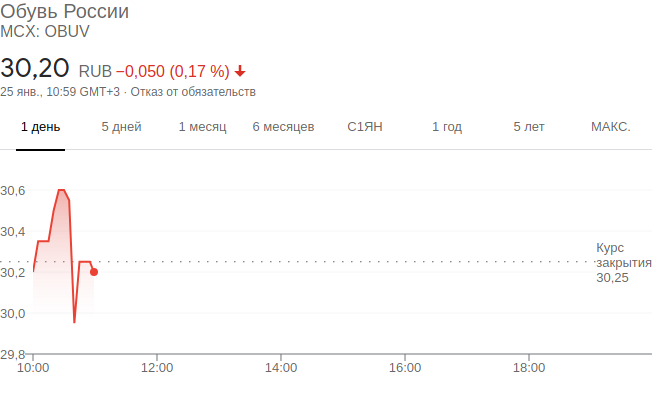 Обувь России
MCX: OBUV
30,20 RUB −0,050 (0,17 %)
25 янв., 10:59 GMT+3 · Отказ от обязательств
1 день 5 дней 1 месяц 6 месяцев С1ЯН 1 год 5 лет МАКС.
30,6
30,4
Курс
закрытия
30,25
30,2
30,0
29,8
10:00 12:00 14:00 16:00 18:00